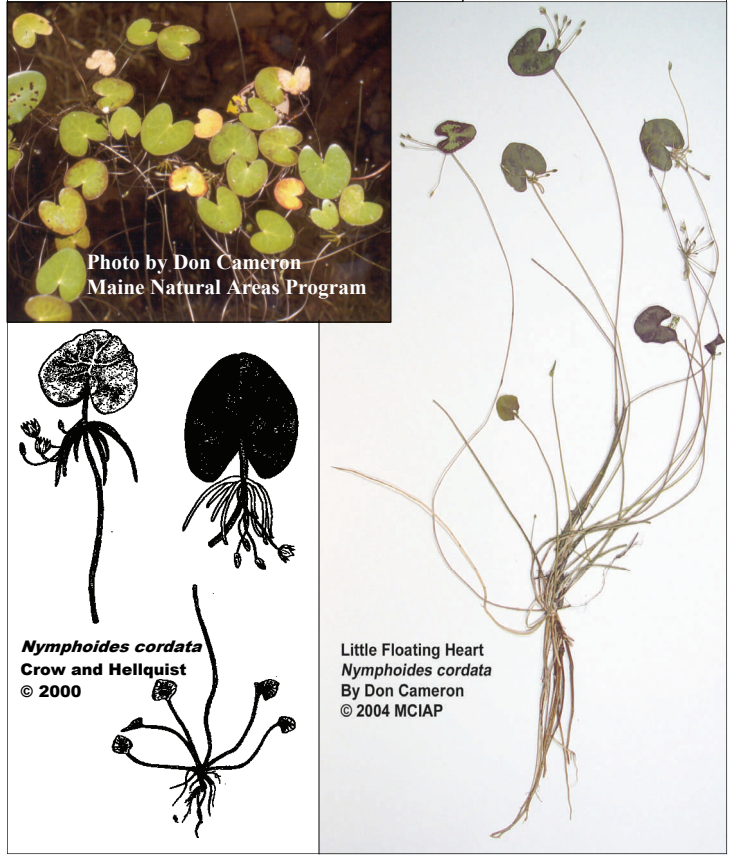 Photo by Don Cameron
Maine Natural Areas Program
Nymphoides cordata
Crow and Hellquist
© 2000
Little Floating Heart
Nymphoides cordata
By Don Cameron
© 2004 MCIAP